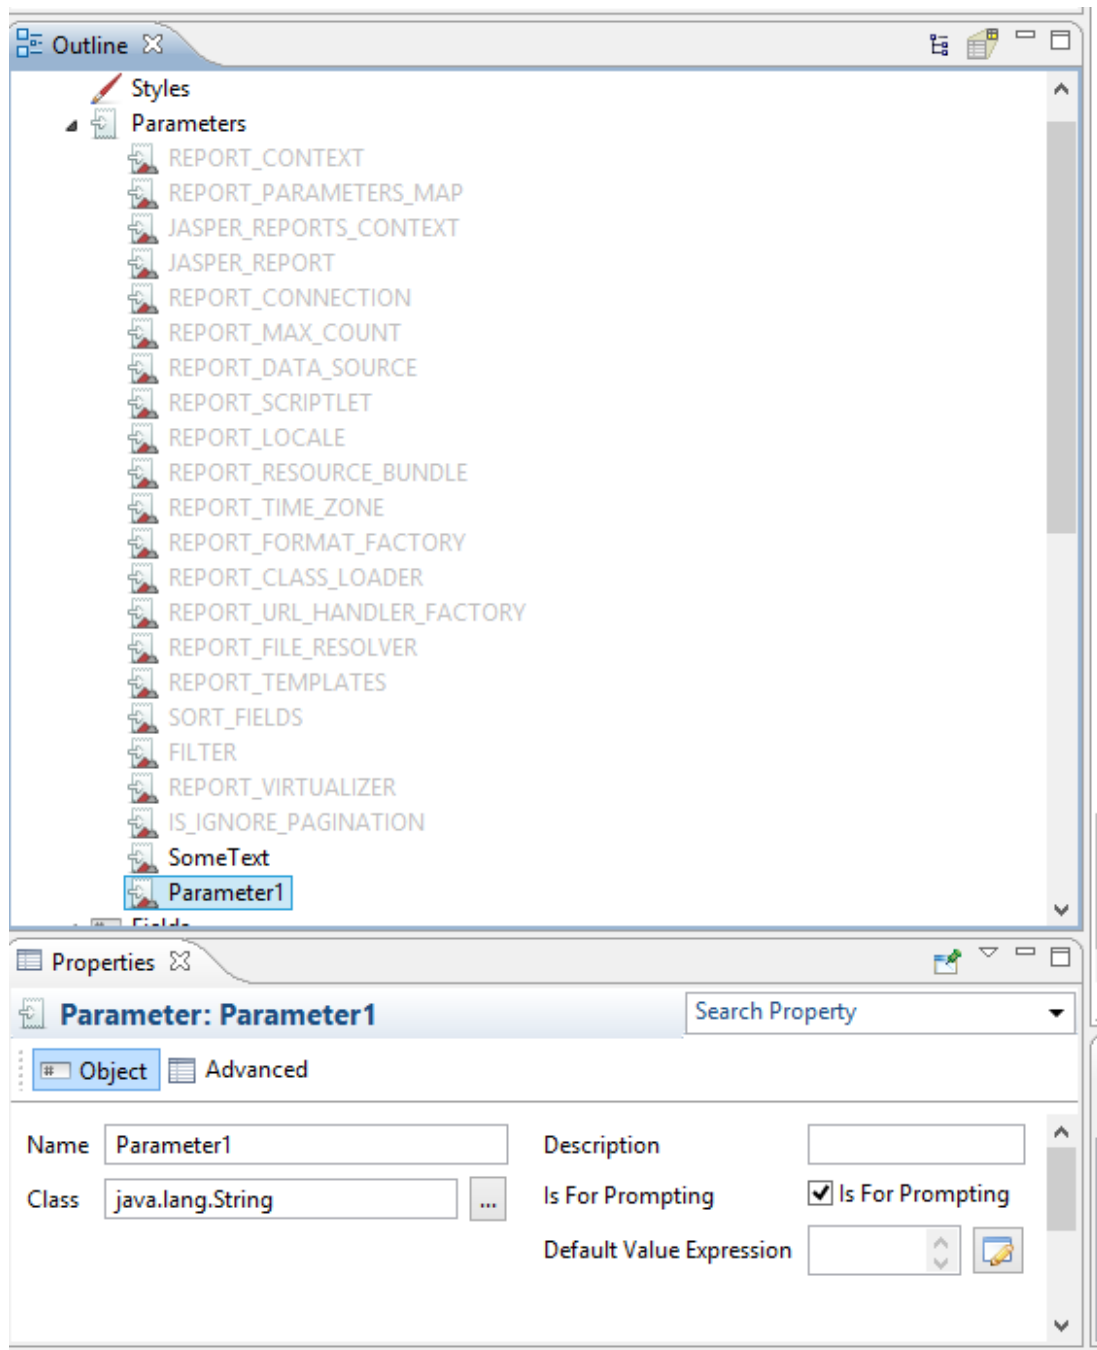 Outline
Styles
Parameters
REPORT_CONTEXT
REPORT_PARAMETERS_MAP
JASPER_REPORTS_CONTEXT
JASPER_REPORT
REPORT_CONNECTION
REPORT_MAX_COUNT
REPORT_DATA_SOURCE
REPORT_SCRIPTLET
REPORT_LOCALE
REPORT_RESOURCE_BUNDLE
REPORT_TIME_ZONE
REPORT_FORMAT_FACTORY
REPORT_CLASS_LOADER
REPORT_URL_HANDLER_FACTORY
REPORT_FILE_RESOLVER
REPORT_TEMPLATES
SORT_FIELDS
FILTER
REPORT_VIRTUALIZER
IS_IGNORE_PAGINATION
SomeText
Parameter1
Fields
Properties
Parameter: Parameter1 Search Property
Object Advanced
Name Parameter1 Description
Class java.lang.String ... Is For Prompting Is For Prompting
Default Value Expression